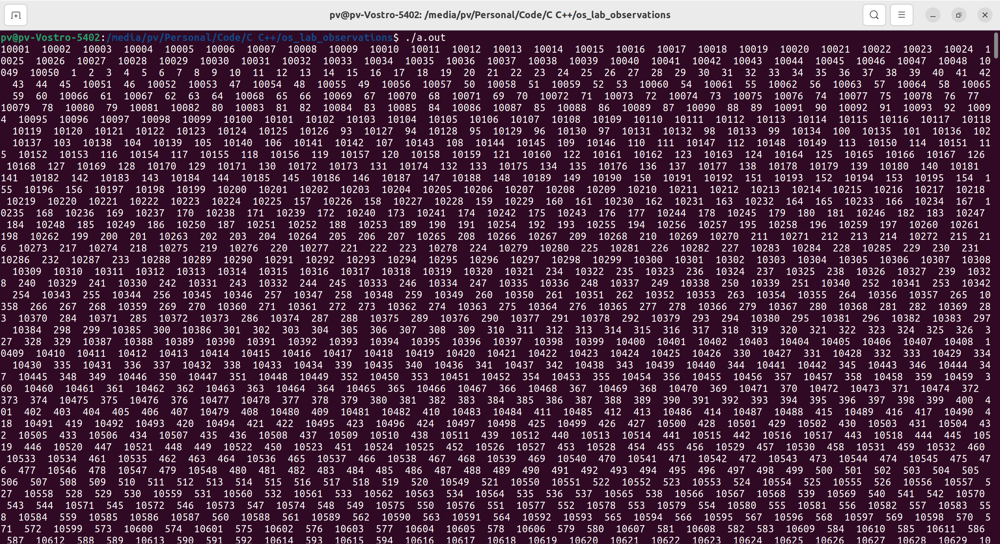 pv@pv-Vostro-5402: /media/pv/Personal/Code/C C++/os_lab_observations
pv@pv-Vostro-5402:/media/pv/Personal/Code/C C++/os_lab_observations$ ./a.out
10001  10002  10003  10004  10005  10006  10007  10008  10009  10010  10011  10012  10013  10014  10015  10016  10017  10018  10019  10020  10021  10022  10023  10024  1
0025  10026  10027  10028  10029  10030  10031  10032  10033  10034  10035  10036  10037  10038  10039  10040  10041  10042  10043  10044  10045  10046  10047  10048  10
049  10050  1  2  3  4  5  6  7  8  9  10  11  12  13  14  15  16  17  18  19  20  21  22  23  24  25  26  27  28  29  30  31  32  33  34  35  36  37  38  39  40  41  42
  43  44  45  10051  46  10052  10053  47  10054  48  10055  49  10056  10057  50  10058  51  10059  52  53  10060  54  10061  55  10062  56  10063  57  10064  58  10065
  59  60  10066  61  10067  62  63  64  10068  65  66  10069  67  10070  68  10071  69  70  10072  71  10073  72  10074  73  10075  10076  74  10077  75  10078  76  77
10079  78  10080  79  10081  10082  80  10083  81  82  10084  83  10085  84  10086  10087  85  10088  86  10089  87  10090  88  89  10091  90  10092  91  10093  92  1009
4  10095  10096  10097  10098  10099  10100  10101  10102  10103  10104  10105  10106  10107  10108  10109  10110  10111  10112  10113  10114  10115  10116  10117  10118
  10119  10120  10121  10122  10123  10124  10125  10126  93  10127  94  10128  95  10129  96  10130  97  10131  10132  98  10133  99  10134  100  10135  101  10136  102
  10137  103  10138  104  10139  105  10140  106  10141  10142  107  10143  108  10144  10145  109  10146  110  111  10147  112  10148  10149  113  10150  114  10151  11
5  10152  10153  116  10154  117  10155  118  10156  119  10157  120  10158  10159  121  10160  122  10161  10162  123  10163  124  10164  125  10165  10166  10167  126
 10168  127  10169  128  10170  129  10171  130  10172  10173  131  10174  132  133  10175  134  135  10176  136  137  10177  138  10178  10179  139  10180  140  10181
141  10182  142  10183  143  10184  144  10185  145  10186  146  10187  147  10188  148  10189  149  10190  150  10191  10192  151  10193  152  10194  153  10195  154  1
55  10196  156  10197  10198  10199  10200  10201  10202  10203  10204  10205  10206  10207  10208  10209  10210  10211  10212  10213  10214  10215  10216  10217  10218
 10219  10220  10221  10222  10223  10224  10225  157  10226  158  10227  10228  159  10229  160  161  10230  162  10231  163  10232  164  165  10233  166  10234  167  1
0235  168  10236  169  10237  170  10238  171  10239  172  10240  173  10241  174  10242  175  10243  176  177  10244  178  10245  179  180  181  10246  182  183  10247
 184  10248  185  10249  186  10250  187  10251  10252  188  10253  189  190  191  10254  192  193  10255  194  10256  10257  195  10258  196  10259  197  10260  10261
198  10262  199  200  201  10263  202  203  204  10264  205  206  207  10265  208  10266  10267  209  10268  210  10269  10270  211  10271  212  213  214  10272  215  21
6  10273  217  10274  218  10275  219  10276  220  10277  221  222  223  10278  224  10279  10280  225  10281  226  10282  227  10283  10284  228  10285  229  230  231
10286  232  10287  233  10288  10289  10290  10291  10292  10293  10294  10295  10296  10297  10298  10299  10300  10301  10302  10303  10304  10305  10306  10307  10308
  10309  10310  10311  10312  10313  10314  10315  10316  10317  10318  10319  10320  10321  234  10322  235  10323  236  10324  237  10325  238  10326  10327  239  1032
8  240  10329  241  10330  242  10331  243  10332  244  245  10333  246  10334  247  10335  10336  248  10337  249  10338  250  10339  251  10340  252  10341  253  10342
  254  10343  255  10344  256  10345  10346  257  10347  258  10348  259  10349  260  10350  261  10351  262  10352  10353  263  10354  10355  264  10356  10357  265  10
358  266  267  268  10359  269  270  10360  271  10361  272  273  10362  274  10363  275  10364  276  10365  277  278  10366  279  10367  280  10368  281  282  10369  28
3  10370  284  10371  285  10372  10373  286  10374  287  288  10375  289  10376  290  10377  291  10378  292  10379  293  294  10380  295  10381  296  10382  10383  297
  10384  298  299  10385  300  10386  301  302  303  304  305  306  307  308  309  310  311  312  313  314  315  316  317  318  319  320  321  322  323  324  325  326  3
27  328  329  10387  10388  10389  10390  10391  10392  10393  10394  10395  10396  10397  10398  10399  10400  10401  10402  10403  10404  10405  10406  10407  10408  1
0409  10410  10411  10412  10413  10414  10415  10416  10417  10418  10419  10420  10421  10422  10423  10424  10425  10426  330  10427  331  10428  332  333  10429  334
  10430  335  10431  336  337  10432  338  10433  10434  339  10435  340  10436  341  10437  342  10438  343  10439  10440  344  10441  10442  345  10443  346  10444  34
7  10445  348  349  10446  350  10447  351  10448  10449  352  10450  353  10451  10452  354  10453  355  10454  356  10455  10456  357  10457  358  10458  359  10459  3
60  10460  10461  361  10462  362  10463  363  10464  364  10465  365  10466  10467  366  10468  367  10469  368  10470  369  10471  370  10472  10473  371  10474  372
373  374  10475  375  10476  376  10477  10478  377  378  379  380  381  382  383  384  385  386  387  388  389  390  391  392  393  394  395  396  397  398  399  400  4
01  402  403  404  405  406  407  10479  408  10480  409  10481  10482  410  10483  10484  411  10485  412  413  10486  414  10487  10488  415  10489  416  417  10490  4
18  10491  419  10492  10493  420  10494  421  422  10495  423  10496  424  10497  10498  425  10499  426  427  10500  428  10501  429  10502  430  10503  431  10504  43
2  10505  433  10506  434  10507  435  436  10508  437  10509  10510  438  10511  439  10512  440  10513  10514  441  10515  442  10516  10517  443  10518  444  445  105
19  446  10520  447  10521  448  449  10522  450  10523  451  10524  10525  452  10526  10527  453  10528  454  455  456  10529  457  10530  458  10531  459  10532  460
 10533  10534  461  10535  462  463  464  10536  465  10537  466  10538  467  468  10539  469  10540  470  10541  471  10542  472  10543  473  10544  474  10545  475  47
6  477  10546  478  10547  479  10548  480  481  482  483  484  485  486  487  488  489  490  491  492  493  494  495  496  497  498  499  500  501  502  503  504  505
506  507  508  509  510  511  512  513  514  515  516  517  518  519  520  10549  521  10550  10551  522  10552  523  10553  524  10554  525  10555  526  10556  10557  5
27  10558  528  529  530  10559  531  10560  532  10561  533  10562  10563  534  10564  535  536  537  10565  538  10566  10567  10568  539  10569  540  541  542  10570
 543  544  10571  545  10572  546  10573  547  10574  548  549  10575  550  10576  551  10577  552  10578  553  10579  554  10580  555  10581  556  10582  557  10583  55
8  10584  559  10585  10586  10587  560  10588  561  10589  562  10590  563  10591  564  10592  10593  565  10594  566  10595  567  10596  568  10597  569  10598  570  5
71  572  10599  573  10600  574  10601  575  10602  576  10603  577  10604  10605  578  10606  579  580  10607  581  10608  582  583  10609  584  10610  585  10611  586
 587  10612  588  589  10613  590  591  592  10614  593  10615  594  10616  10617  10618  10619  10620  10621  10622  10623  10624  10625  10626  10627  10628  10629  10